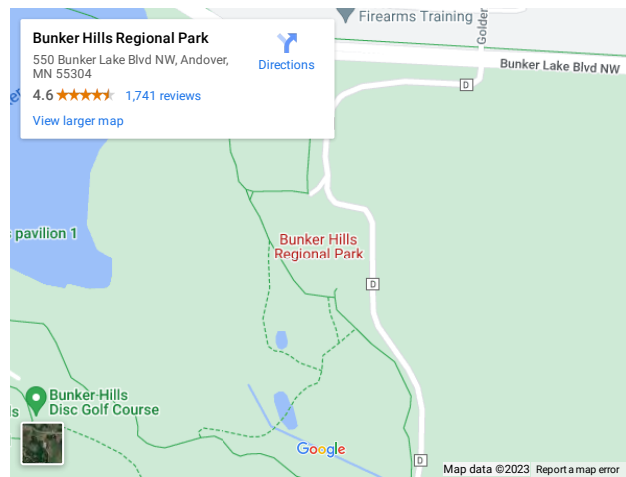 Firearms Training
Golder
Bunker Hills Regional Park
550 Bunker Lake Blvd NW, Andover,
MN 55304
Directions
4.6
1,741 reviews
View larger map
Bunker Lake Blvd NW
D
pavilion 1
Bunker Hills
Regional Park
D
Bunker Hills
Disc Golf Course
Google
D
Map data ©2023
Report a map error